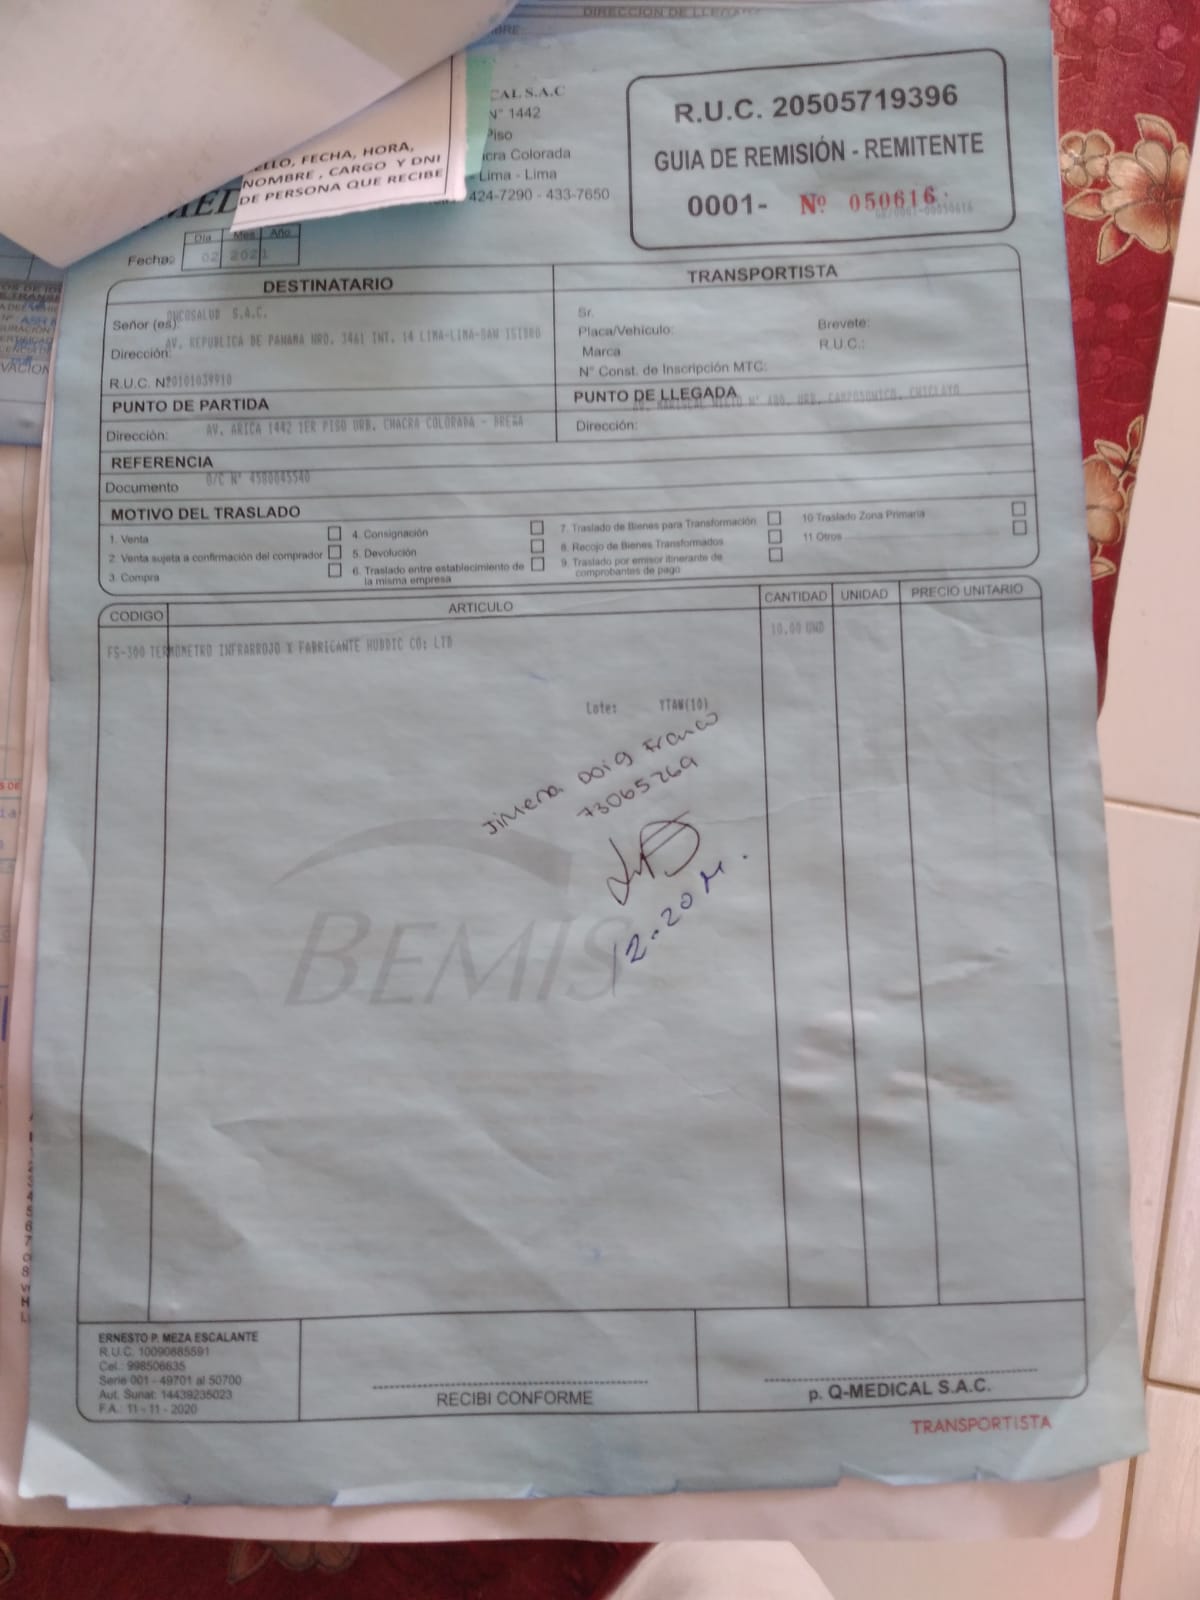 DIRECCION DE LLEGADA
CAL S.A.C
N° 1442
Piso
cra Colorada
Lima - Lima
424-7290 - 433-7650
ELLO, FECHA, HORA,
NOMBRE , CARGO Y DNI
DE PERSONA QUE RECIBE
MED
R.U.C. 20505719396
GUIA DE REMISIÓN - REMITENTE
0001- Nº 050616
Día Mes Año
Fecha: 02 2021
DESTINATARIO
Señor (es): ONCOSALUD S.A.C.
Dirección: AV. REPUBLICA DE PANAMA NRO. 3461 INT. 14 LIMA-LIMA-SAN ISIDRO
R.U.C. N° 20101039910
TRANSPORTISTA
Sr.
Placa/Vehículo: Brevete:
Marca R.U.C.:
N° Const. de Inscripción MTC:
PUNTO DE PARTIDA
Dirección: AV. ARICA 1442 1ER PISO URB. CHACRA COLORADA - BREÑA
PUNTO DE LLEGADA
Dirección:
REFERENCIA
Documento O/C N° 4580045540
MOTIVO DEL TRASLADO
1. Venta
2. Venta sujeta a confirmación del comprador
3. Compra
4. Consignación
5. Devolución
6. Traslado entre establecimiento de
la misma empresa
7. Traslado de Bienes para Transformación
8. Recojo de Bienes Transformados
9. Traslado por emisor itinerante de
comprobantes de pago
10 Traslado Zona Primaria
11 Otros
CODIGO ARTICULO CANTIDAD UNIDAD PRECIO UNITARIO
FS-300 TERMOMETRO INFRARROJO X FABRICANTE HUBDIC CO: LTD 10.00 UND
Lote: YTAW(10)
Jimena Doig Franco
73065269
12-20 M.
BEMIS
ERNESTO P. MEZA ESCALANTE
R.U.C. 10090885591
Cel.: 998506635
Serie 001 - 49701 al 50700
Aut. Sunat: 14439235023
F.A.: 11 - 11 - 2020
RECIBI CONFORME
p. Q-MEDICAL S.A.C.
TRANSPORTISTA